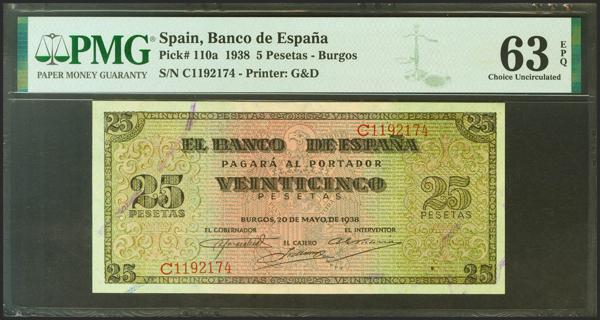 PMG
PAPER MONEY GUARANTY
Spain, Banco de España
Pick# 110a 1938 5 Pesetas - Burgos
S/N C1192174 - Printer: G&D
63 EPQ
Choice Uncirculated
25
25
C1192174
EL BANCO DE ESPAÑA
PAGARÁ AL PORTADOR
25 VEINTICINCO 25
PESETAS PESETAS PESETAS
BURGOS, 20 DE MAYO, DE 1938
EL GOBERNADOR EL INTERVENTOR
EL CAJERO
C1192174
25
25